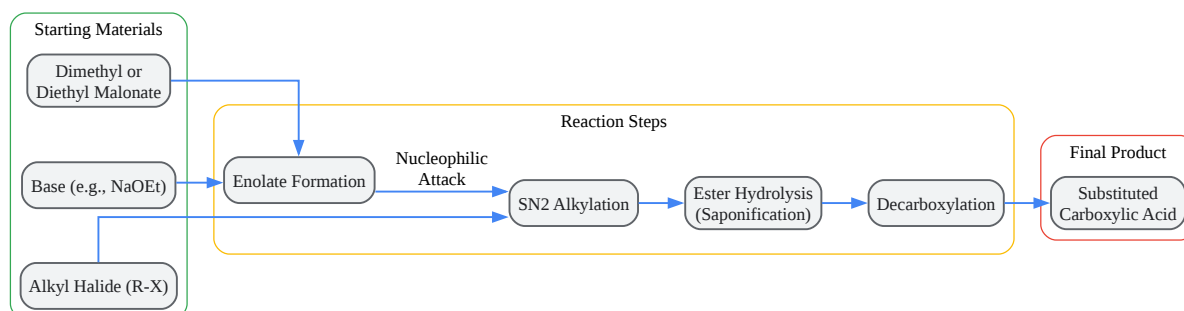 Starting Materials
Dimethyl or
Diethyl Malonate
Base (e.g., NaOEt)
Alkyl Halide (R-X)
Reaction Steps
Enolate Formation
Nucleophilic
Attack
SN2 Alkylation
Ester Hydrolysis
(Saponification)
Decarboxylation
Final Product
Substituted
Carboxylic Acid